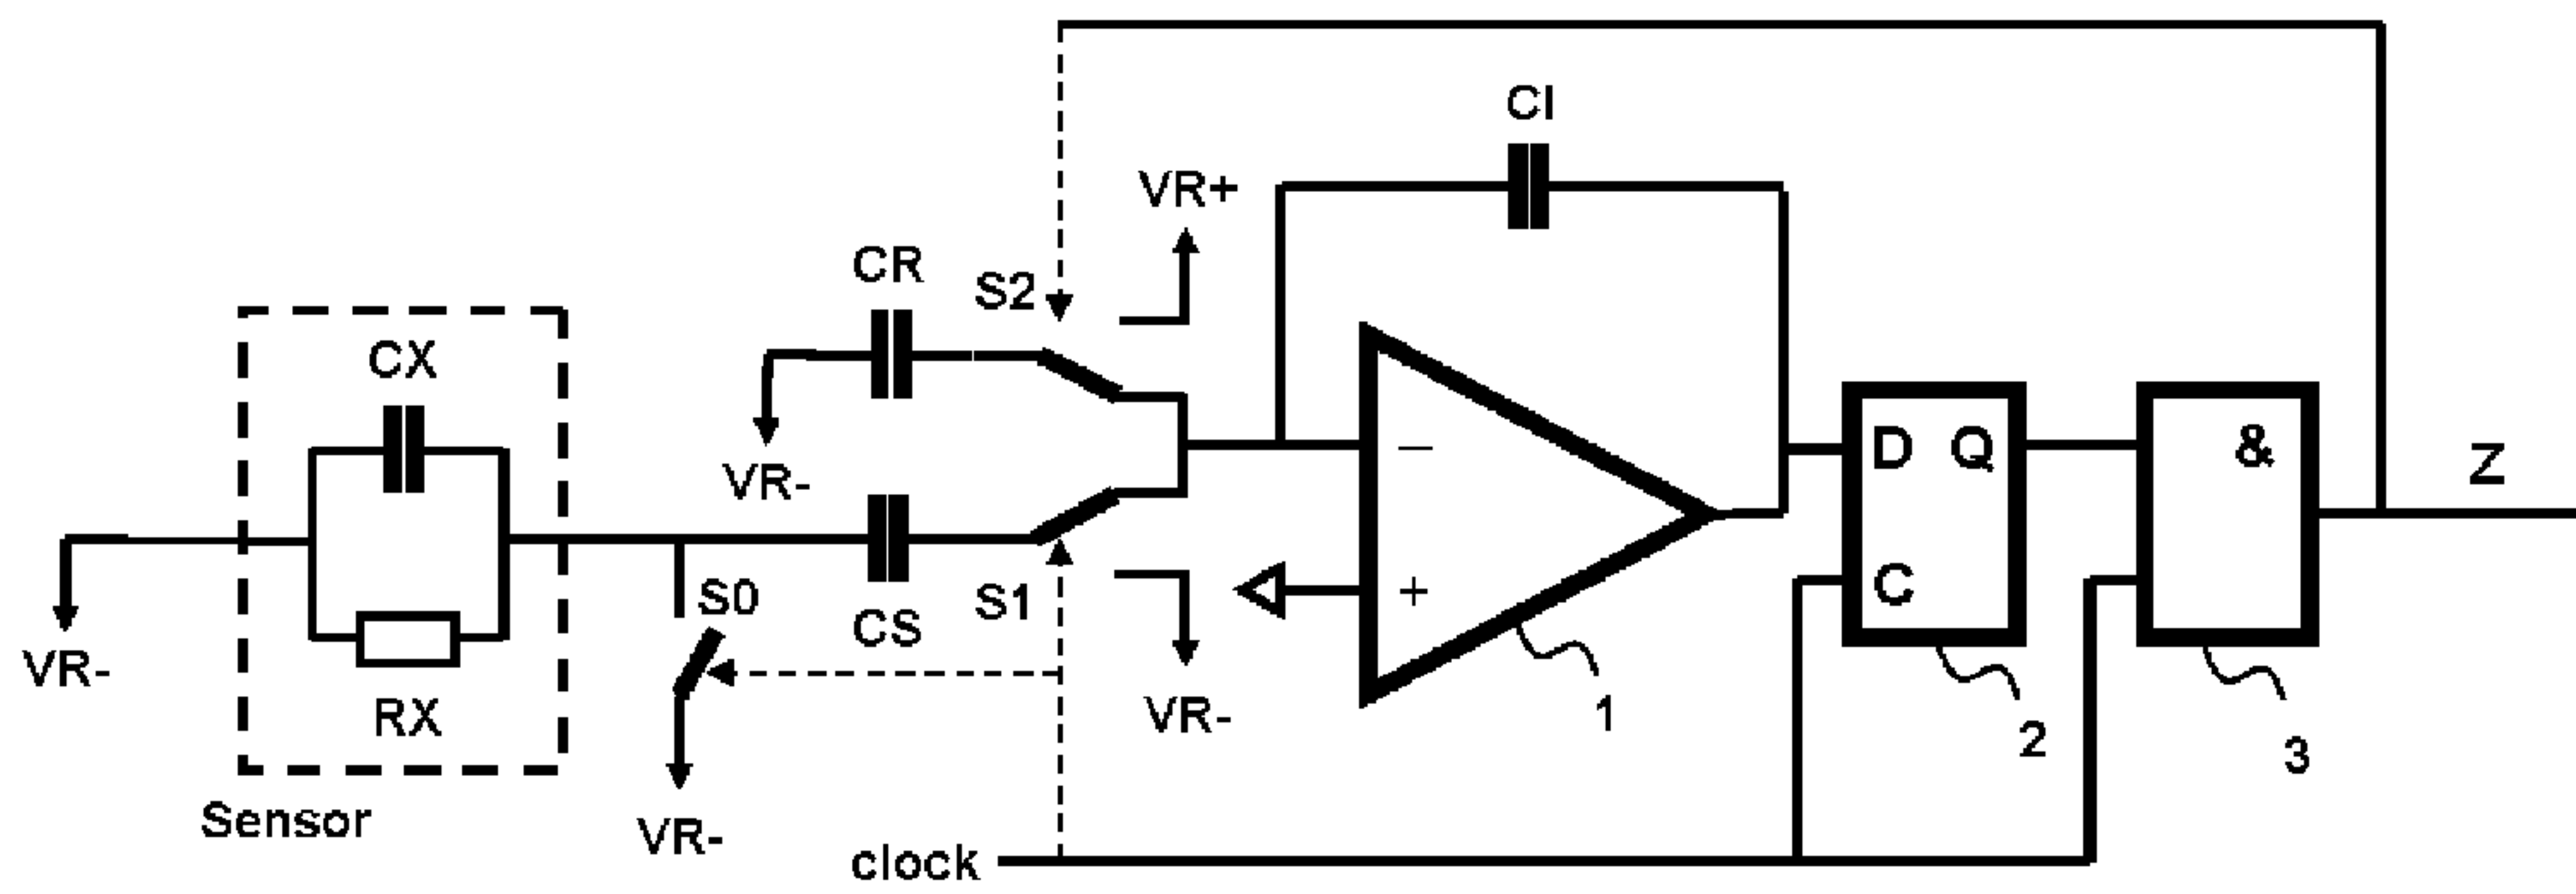 CI
VR+
CR
S2
CX
VR-
D Q
&
Z
S0
S1
C
CS
VR-
RX
VR-
1
2
3
Sensor
VR-
clock
−
+